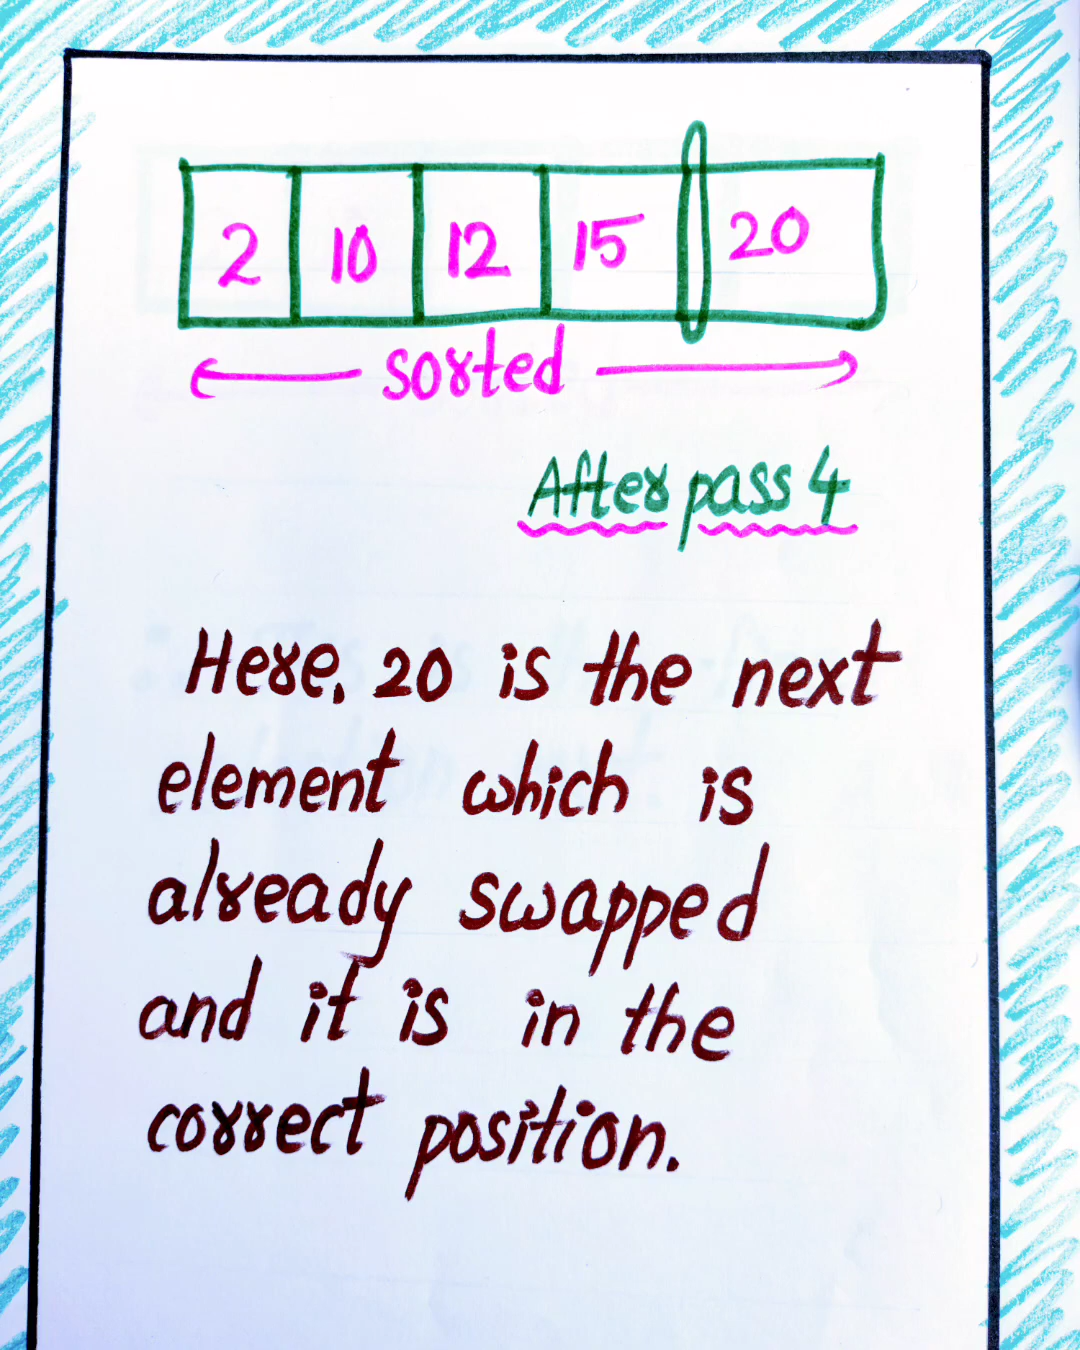 2 10 12 15 20
sorted
After pass 4
Here, 20 is the next
element which is
already swapped
and it is in the
correct position.